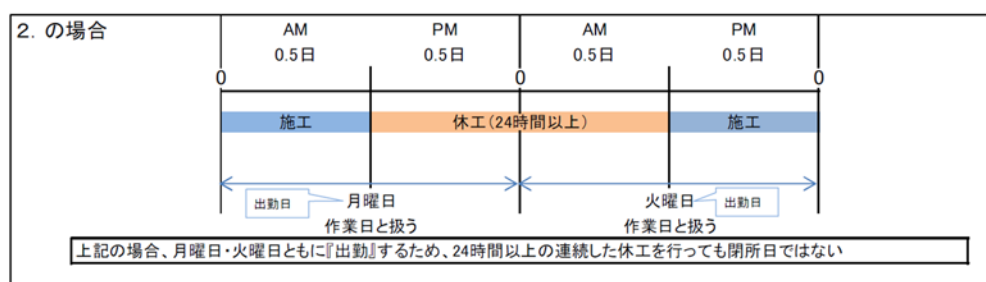 2．の場合
AM PM AM PM
0.5日 0.5日 0.5日 0.5日
0 0 0
施工 休工(24時間以上) 施工
出勤日 月曜日 火曜日 出勤日
作業日と扱う 作業日と扱う
上記の場合、月曜日・火曜日ともに『出勤』するため、24時間以上の連続した休工を行っても閉所日ではない